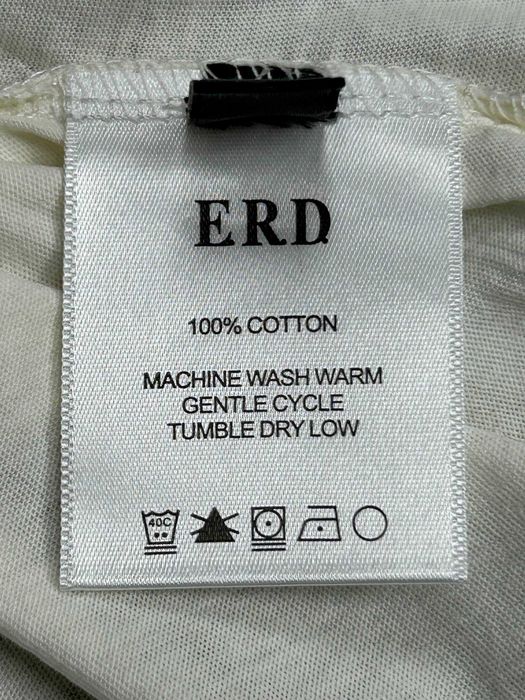 ERD
100% COTTON
MACHINE WASH WARM
GENTLE CYCLE
TUMBLE DRY LOW
40C